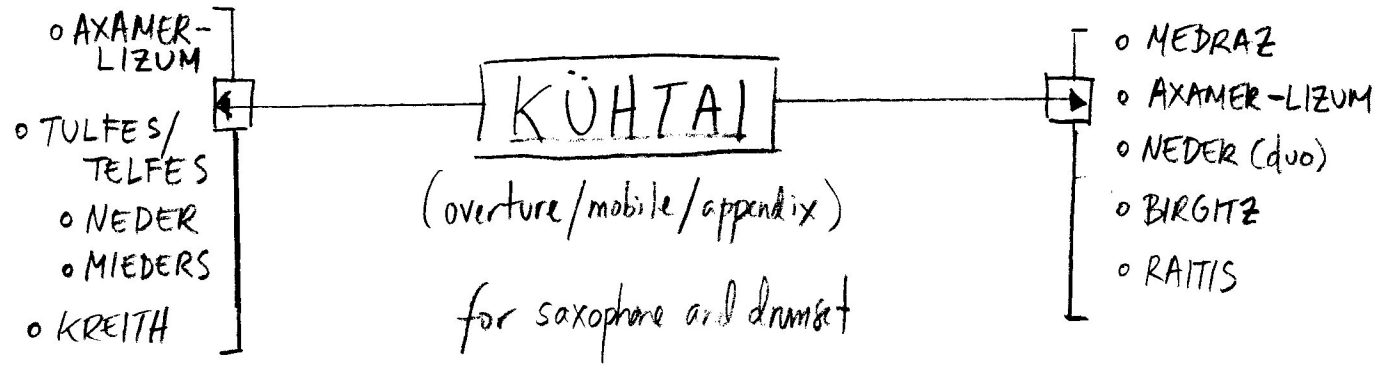 AXAMER-
LIZUM
TULFES/
TELFES
NEDER
MIEDERS
KREITH
KÜHTAI
(overture/mobile/appendix)
for saxophone and drumset
MEDRAZ
AXAMER-LIZUM
NEDER (duo)
BIRGITZ
RAITIS